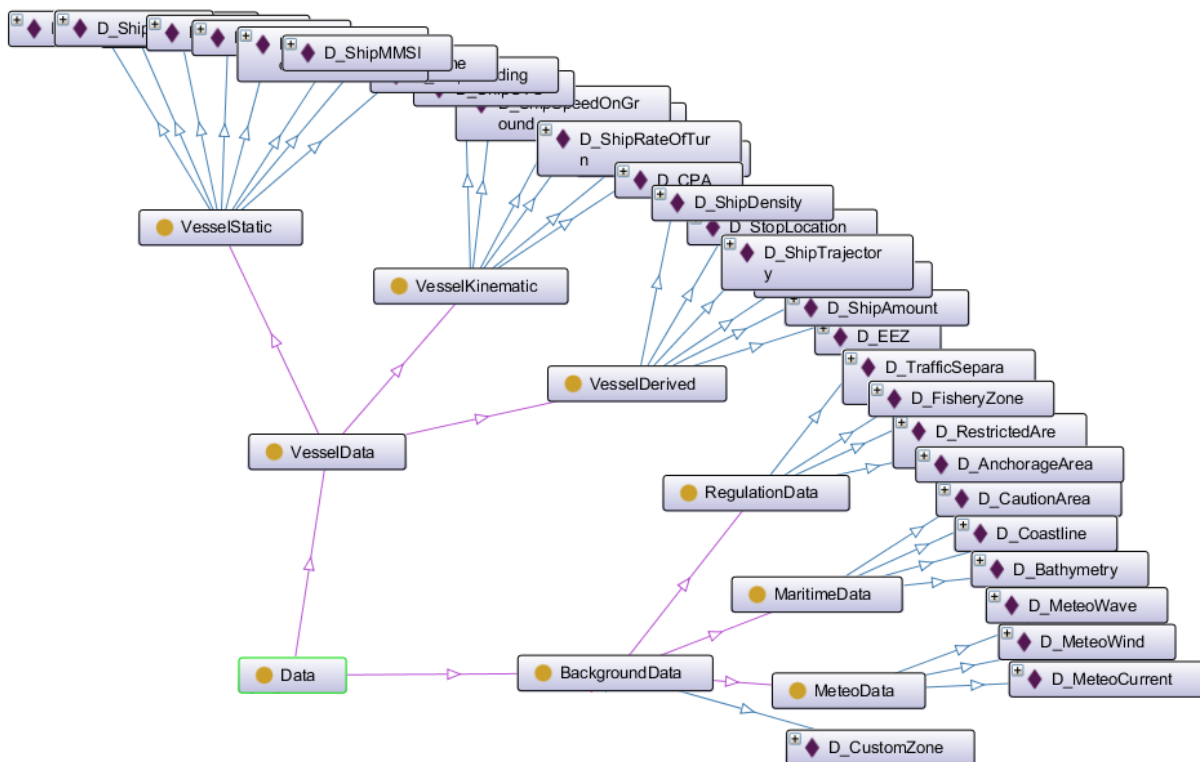 D_Ship
D_ShipMMSI
D_ShipSpeedOnGr
ound
D_ShipRateOfTur
n
D_CPA
D_ShipDensity
D_StopLocation
D_ShipTrajector
y
D_ShipAmount
D_EEZ
D_TrafficSepara
D_FisheryZone
D_RestrictedAre
D_AnchorageArea
D_CautionArea
D_Coastline
D_Bathymetry
D_MeteoWave
D_MeteoWind
D_MeteoCurrent
D_CustomZone
VesselStatic
VesselKinematic
VesselDerived
VesselData
RegulationData
MaritimeData
Data
BackgroundData
MeteoData